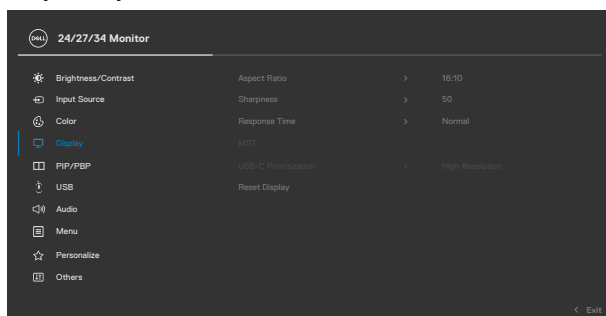 DELL 24/27/34 Monitor
Brightness/Contrast Aspect Ratio > 16:10
Input Source Sharpness > 50
Color Response Time > Normal
Display MST
PIP/PBP USB-C Prioritization > High Resolution
USB Reset Display
Audio
Menu
Personalize
Others
< Exit